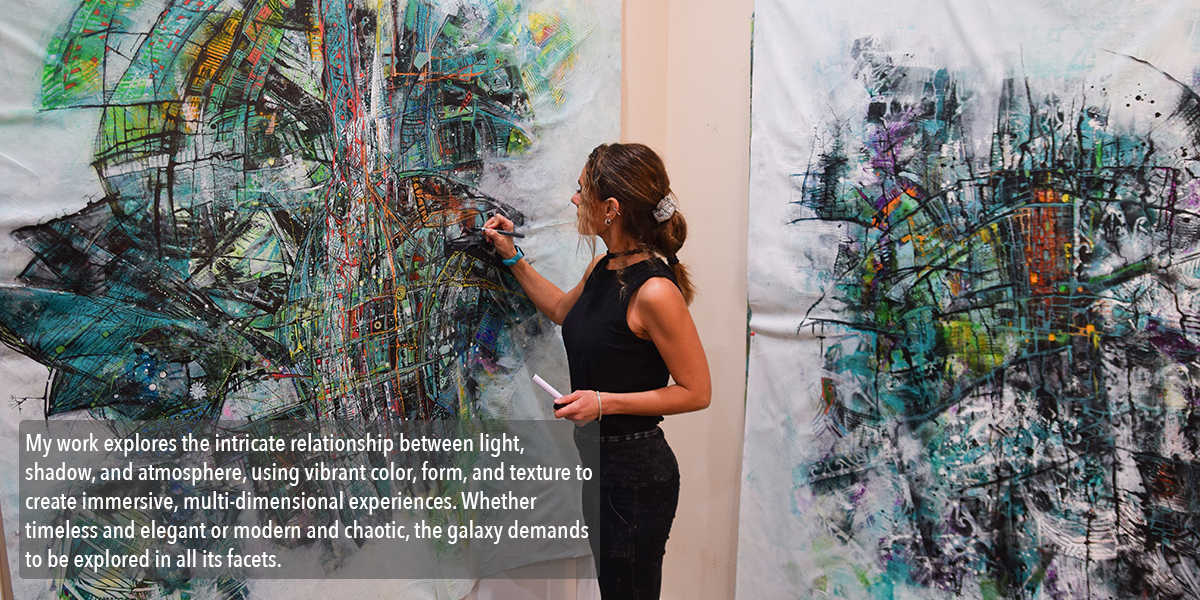 My work explores the intricate relationship between light,
shadow, and atmosphere, using vibrant color, form, and texture to
create immersive, multi-dimensional experiences. Whether
timeless and elegant or modern and chaotic, the galaxy demands
to be explored in all its facets.